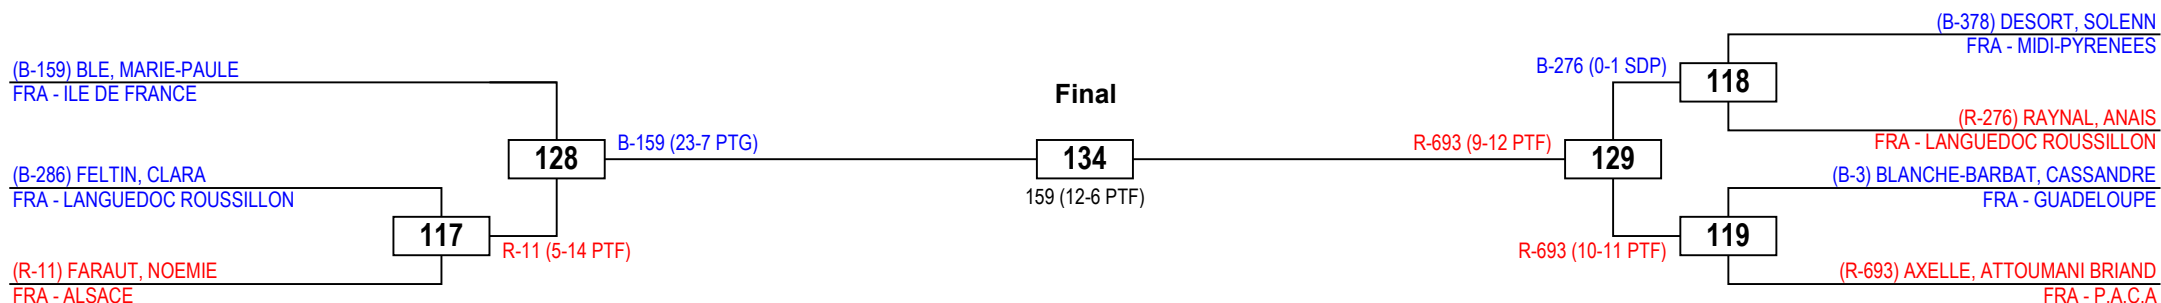 (B-159) BLE, MARIE-PAULE
FRA - ILE DE FRANCE
(B-286) FELTIN, CLARA
FRA - LANGUEDOC ROUSSILLON
(R-11) FARAUT, NOEMIE
FRA - ALSACE
117
R-11 (5-14 PTF)
128
B-159 (23-7 PTG)
Final
134
159 (12-6 PTF)
R-693 (9-12 PTF)
129
B-276 (0-1 SDP)
118
R-693 (10-11 PTF)
119
(B-378) DESORT, SOLENN
FRA - MIDI-PYRENEES
(R-276) RAYNAL, ANAIS
FRA - LANGUEDOC ROUSSILLON
(B-3) BLANCHE-BARBAT, CASSANDRE
FRA - GUADELOUPE
(R-693) AXELLE, ATTOUMANI BRIAND
FRA - P.A.C.A